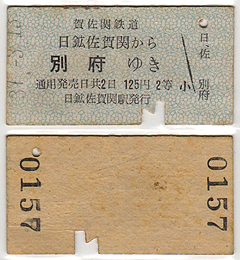 賀佐関鉄道
日鉱佐賀関から
別府ゆき
通用発売日共2日 125円 2等
日鉱佐賀関駅発行
小
日、佐
別府
0157
0157